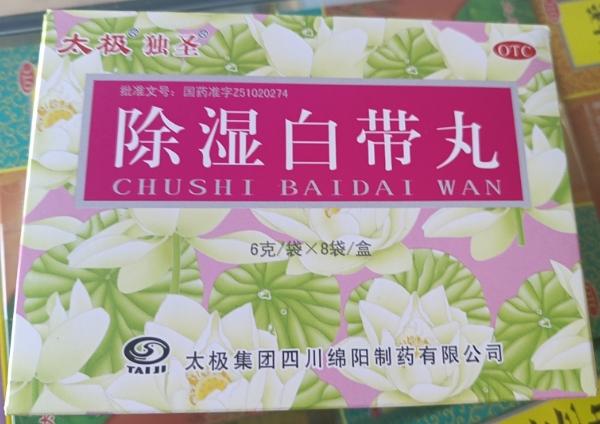 太极® 独圣®
OTC
批准文号：国药准字Z51020274
除湿白带丸
CHUSHI BAIDAI WAN
6克/袋×8袋/盒
TAIJI
太极集团四川绵阳制药有限公司